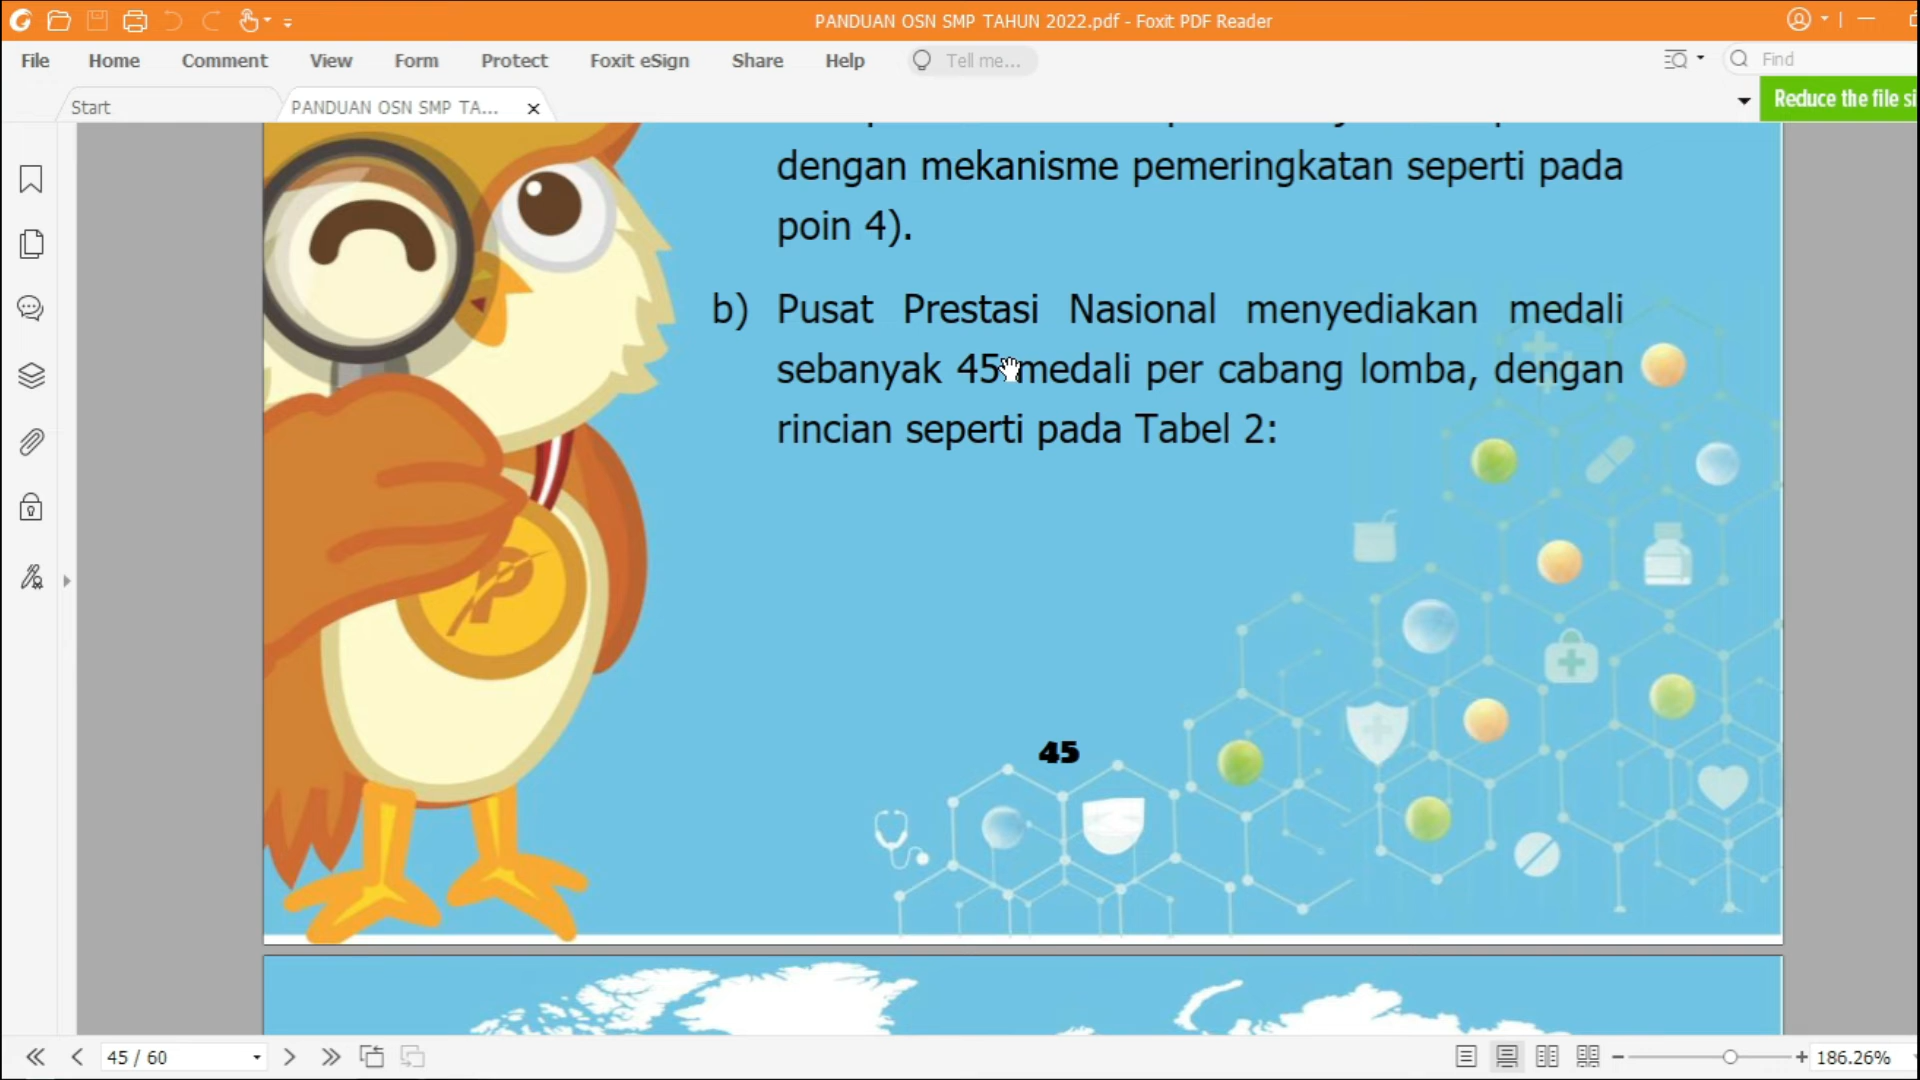 PANDUAN OSN SMP TAHUN 2022.pdf - Foxit PDF Reader
File Home Comment View Form Protect Foxit eSign Share Help Tell me... Find
Start PANDUAN OSN SMP TA... Reduce the file si
dengan mekanisme pemeringkatan seperti pada
poin 4).
b) Pusat Prestasi Nasional menyediakan medali
sebanyak 45 medali per cabang lomba, dengan
rincian seperti pada Tabel 2:
P
45
45 / 60 186.26%